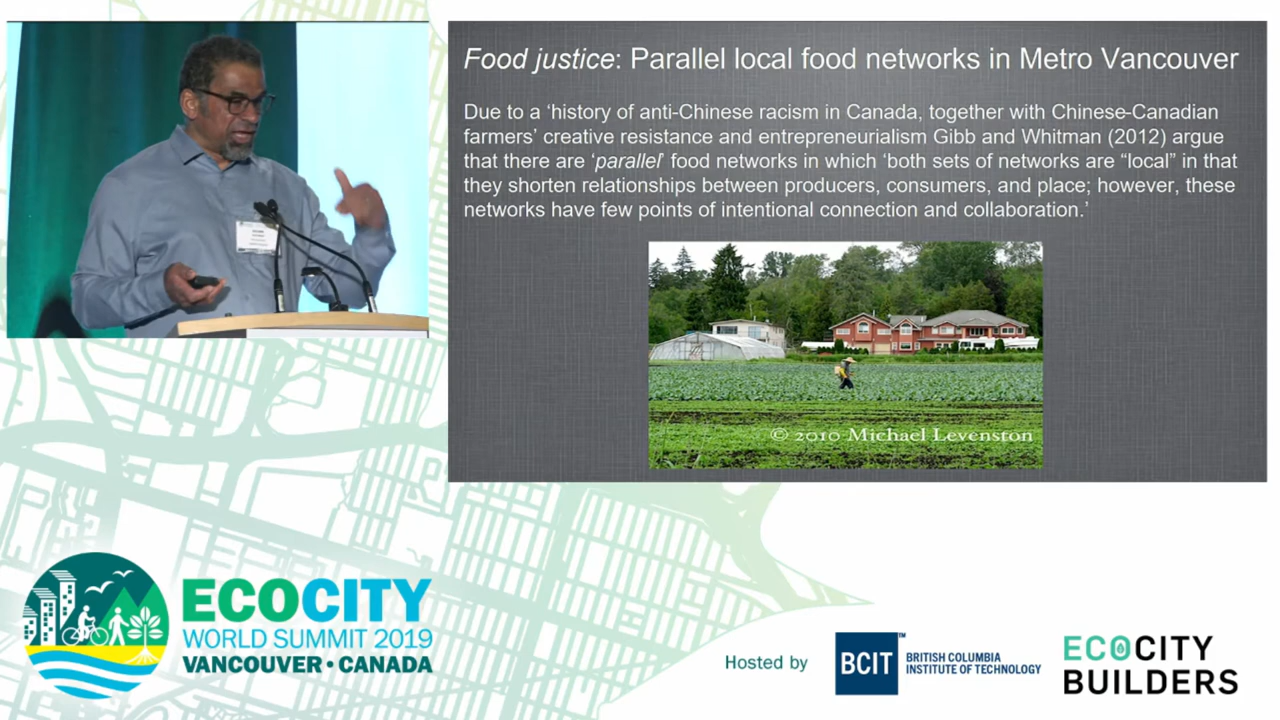 Food justice: Parallel local food networks in Metro Vancouver
Due to a ‘history of anti-Chinese racism in Canada, together with Chinese-Canadian
farmers’ creative resistance and entrepreneurialism Gibb and Whitman (2012) argue
that there are ‘parallel’ food networks in which ‘both sets of networks are “local” in that
they shorten relationships between producers, consumers, and place; however, these
networks have few points of intentional connection and collaboration.’
© 2010 Michael Levenston
ECOCITY
WORLD SUMMIT 2019
VANCOUVER • CANADA
Hosted by
BCIT™
BRITISH COLUMBIA
INSTITUTE OF TECHNOLOGY
ECOCITY
BUILDERS